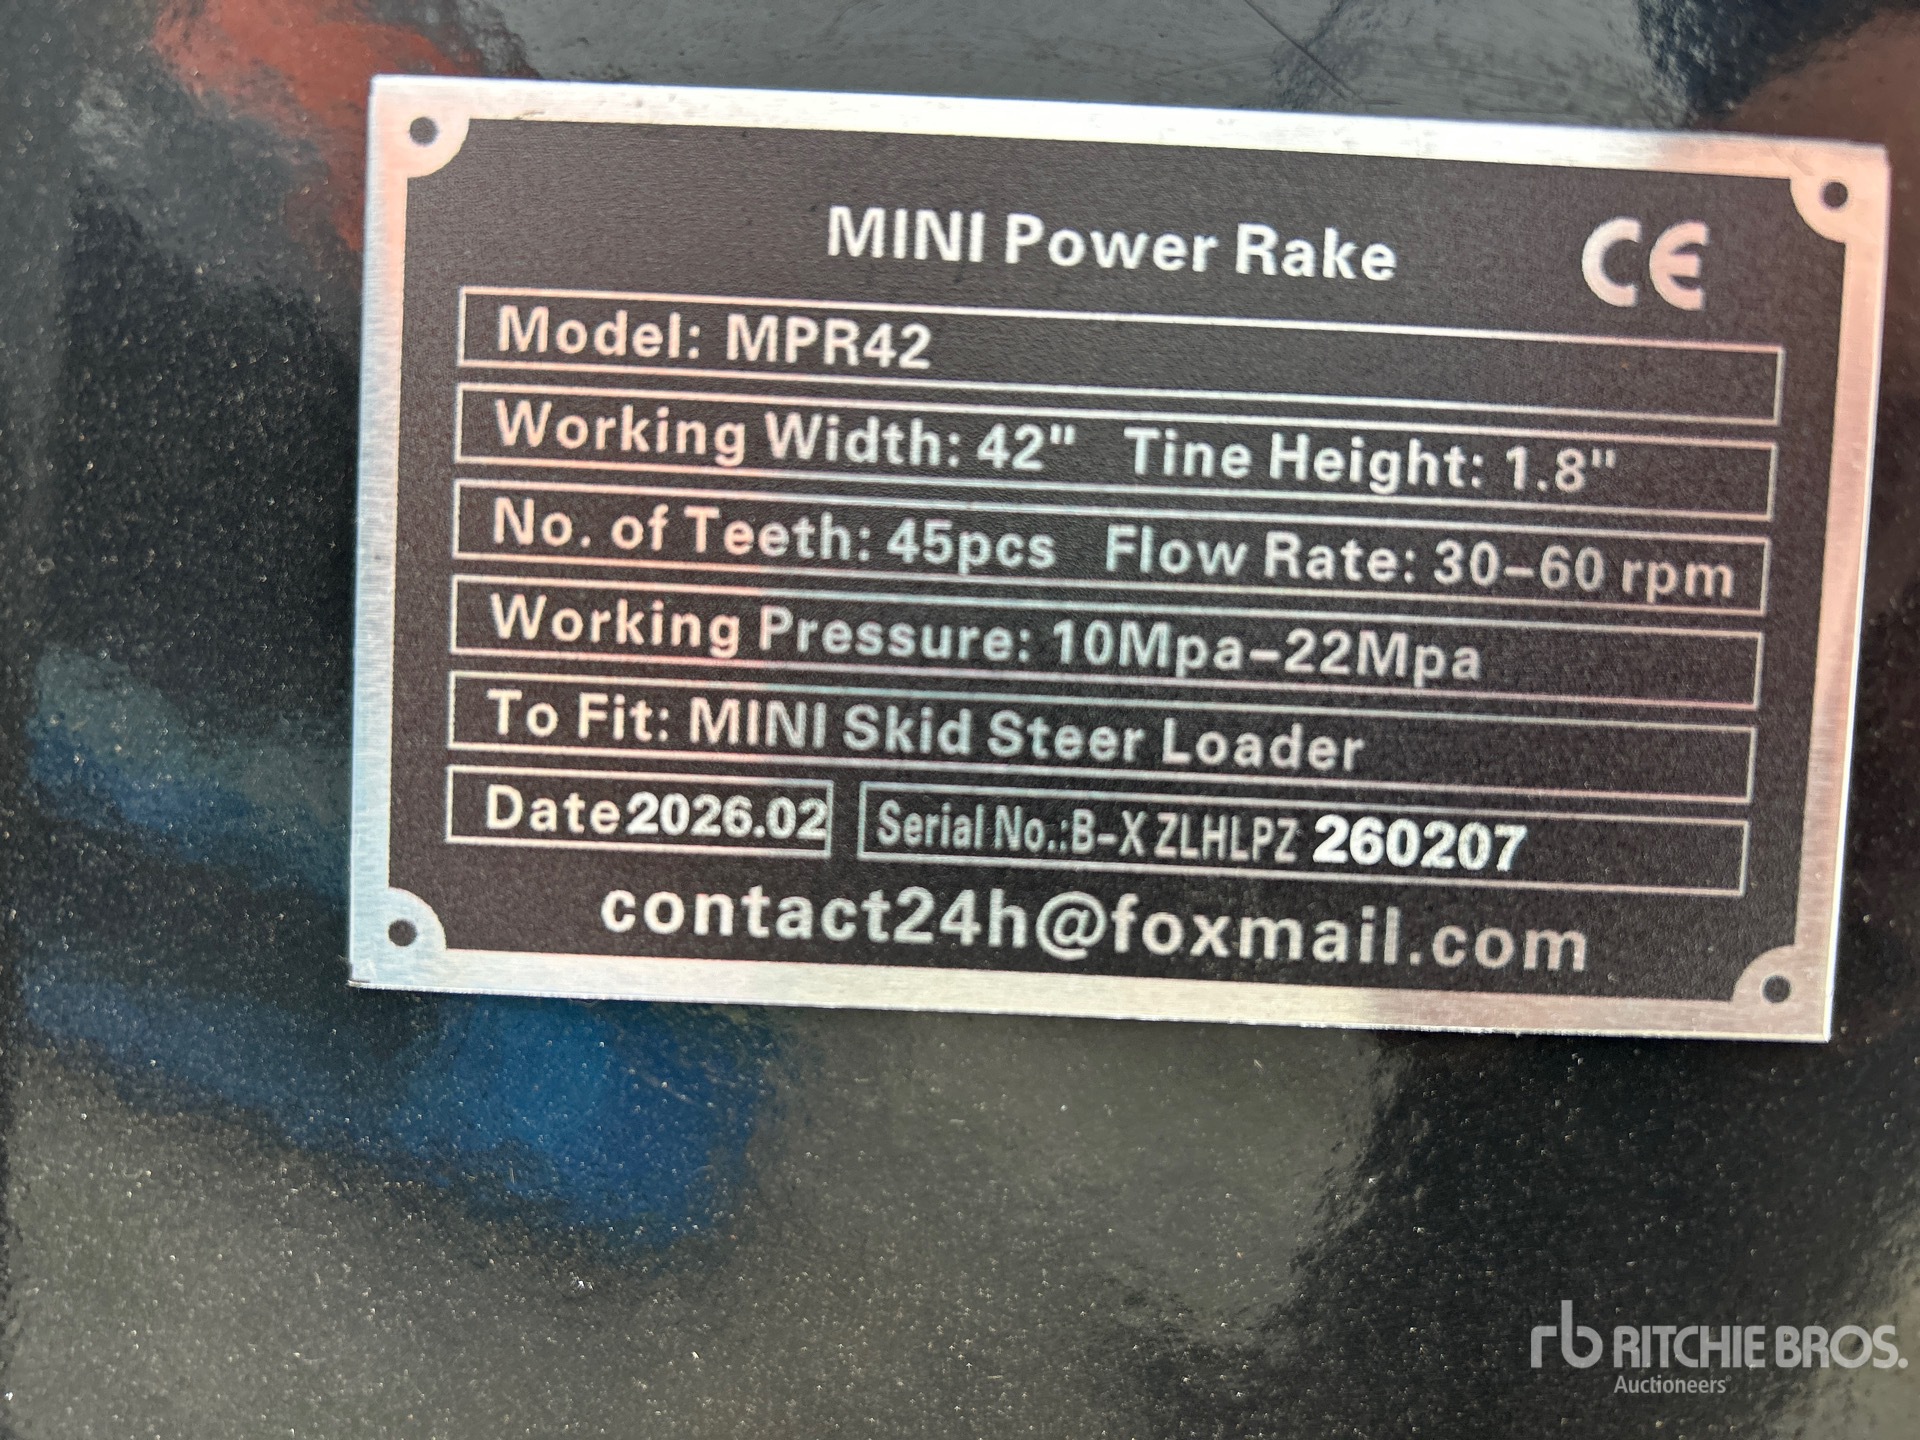 MINI Power Rake CE
Model: MPR42
Working Width: 42" Tine Height: 1.8"
No. of Teeth: 45pcs Flow Rate: 30-60 rpm
Working Pressure: 10Mpa-22Mpa
To Fit: MINI Skid Steer Loader
Date2026.02 Serial No.:B-X ZLHLPZ 260207
contact24h@foxmail.com
rb RITCHIE BROS.
Auctioneers